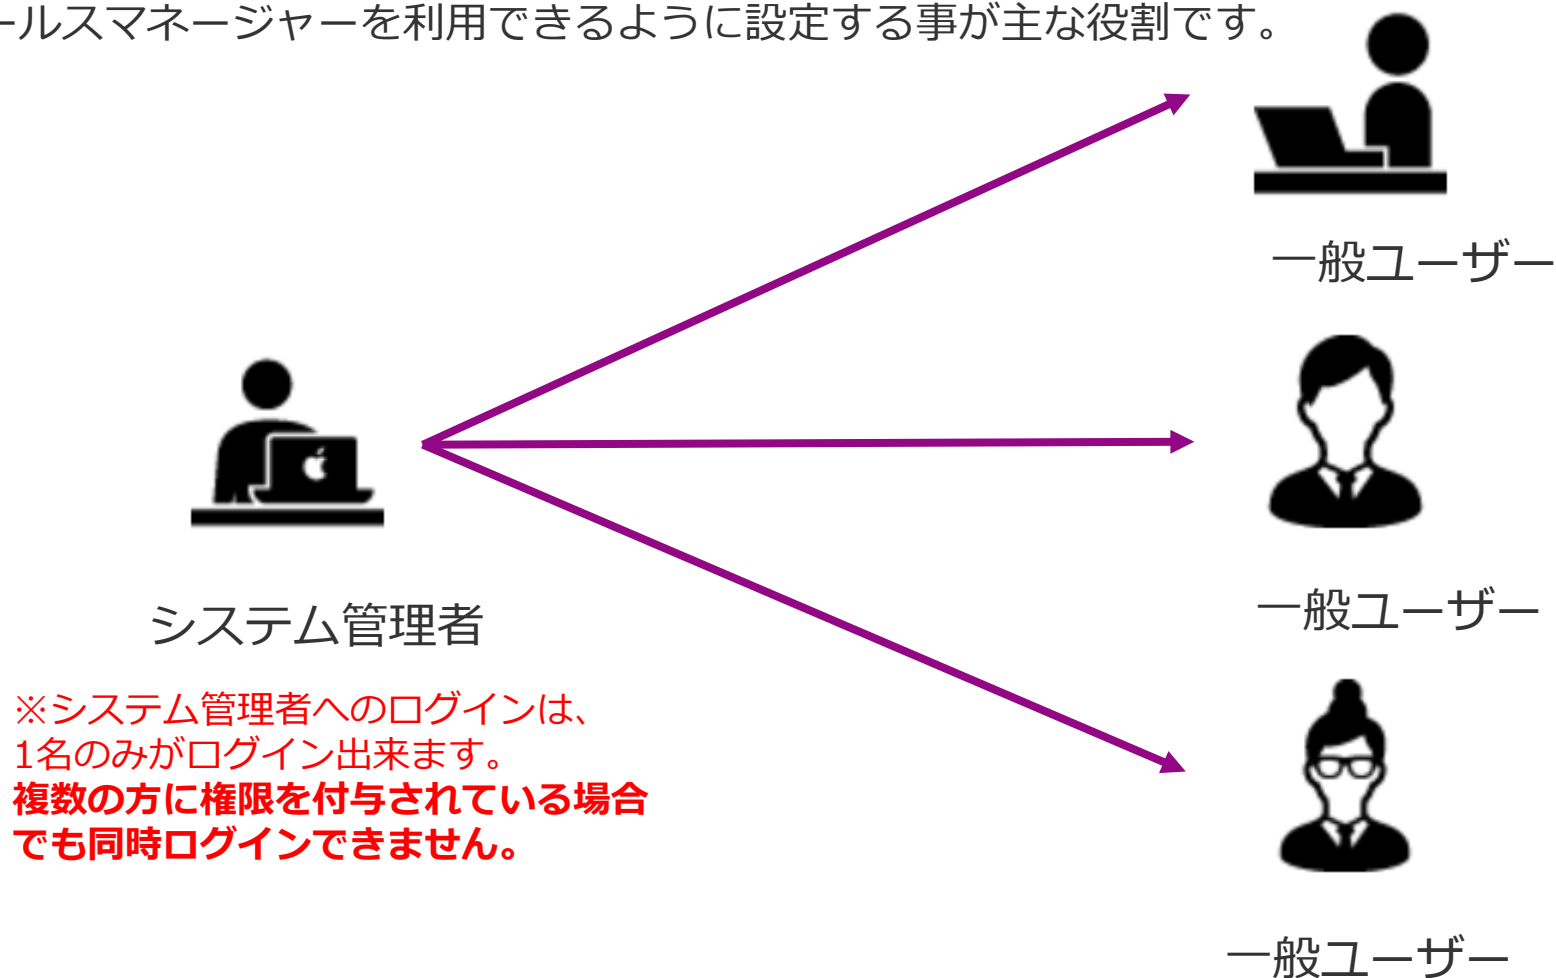 ールスマネージャーを利用できるように設定する事が主な役割です。
一般ユーザー
一般ユーザー
システム管理者
※システム管理者へのログインは、
1名のみがログイン出来ます。
複数の方に権限を付与されている場合
でも同時ログインできません。
一般ユーザー